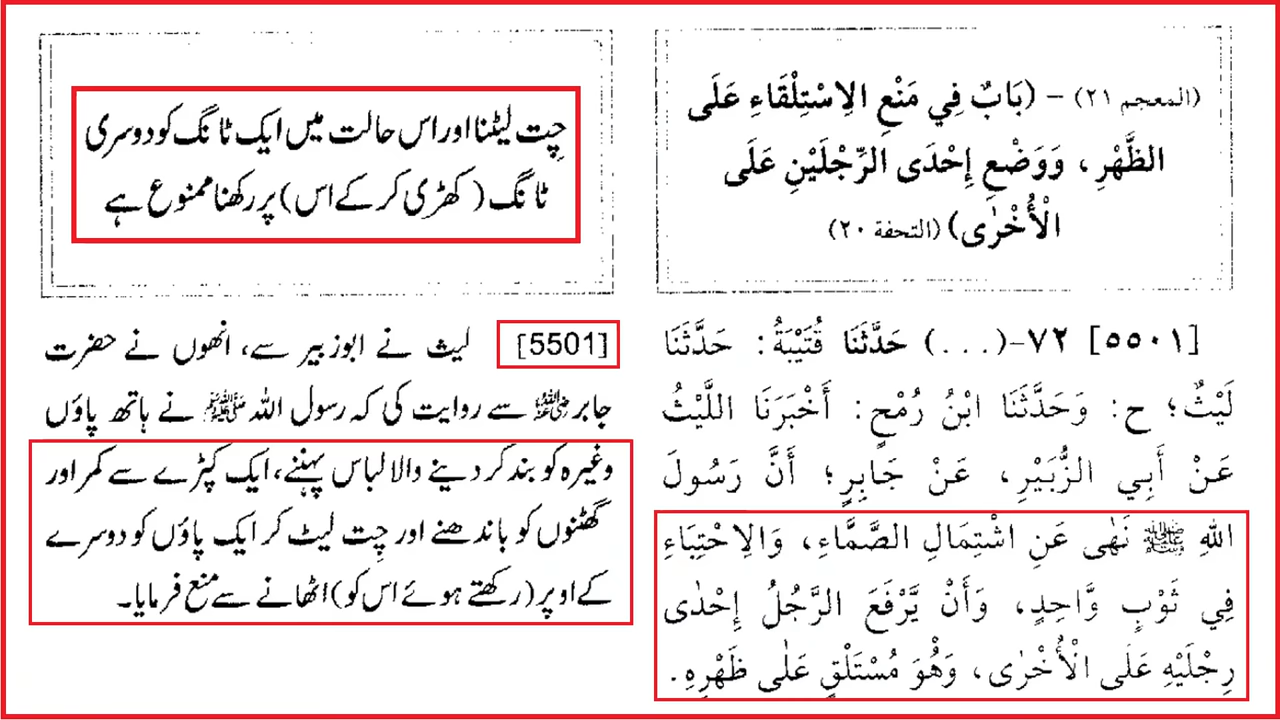 (المعجم ٢١) - (بَابٌ فِي مَنْعِ الِاسْتِلْقَاءِ عَلَى
الظَّهْرِ، وَوَضْعِ إِحْدَى الرِّجْلَيْنِ عَلَى
الْأُخْرٰى) (التحفة ٢٠)
[٥٥٠١] ٧٢-(...) حَدَّثَنَا قُتَيْبَةُ: حَدَّثَنَا
لَيْثٌ؛ ح: وَحَدَّثَنَا ابْنُ رُمْحٍ: أَخْبَرَنَا اللَّيْثُ
عَنْ أَبِي الزُّبَيْرِ، عَنْ جَابِرٍ؛ أَنَّ رَسُولَ
اللهِ ﷺ نَهٰى عَنِ اشْتِمَالِ الصَّمَّاءِ، وَالِاحْتِبَاءِ
فِي ثَوْبٍ وَّاحِدٍ، وَأَنْ يَّرْفَعَ الرَّجُلُ إِحْدٰى
رِجْلَيْهِ عَلَى الْأُخْرٰى، وَهُوَ مُسْتَلْقٍ عَلٰى ظَهْرِهِ.
چِت لیٹنا اور اس حالت میں ایک ٹانگ کو دوسری
ٹانگ (کھڑی کر کے اس) پر رکھنا ممنوع ہے
[5501] لیث نے ابوزبیر سے، انھوں نے حضرت
جابر رضی اللہ عنہ سے روایت کی کہ رسول اللہ ﷺ نے ہاتھ پاؤں
وغیرہ کو بند کر دینے والا لباس پہننے، ایک کپڑے سے کمر اور
گھٹنوں کو باندھنے اور چِت لیٹ کر ایک پاؤں کو دوسرے
کے اوپر (رکھتے ہوئے اس کو) اٹھانے سے منع فرمایا۔